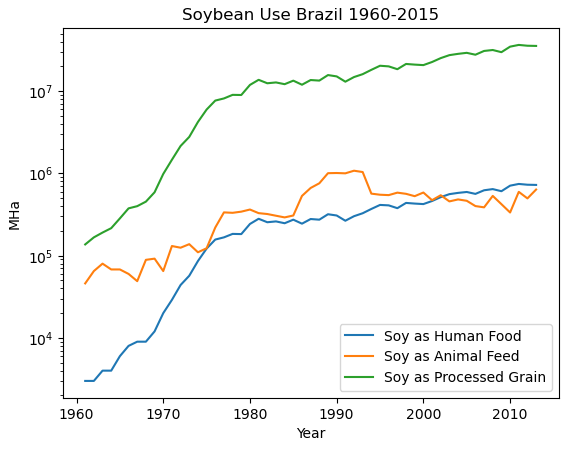 Soybean Use Brazil 1960-2015
MHa
10⁷
10⁶
10⁵
10⁴
Soy as Human Food
Soy as Animal Feed
Soy as Processed Grain
1960 1970 1980 1990 2000 2010
Year